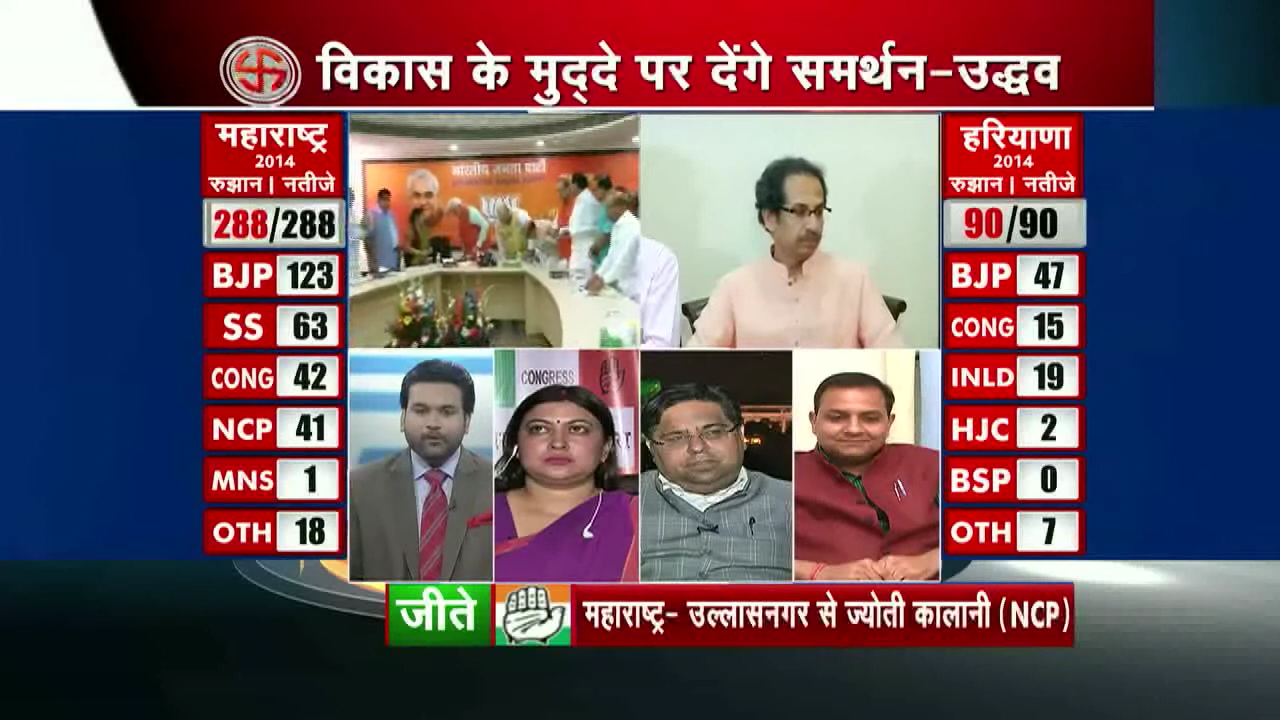 विकास के मुद्दे पर देंगे समर्थन-उद्धव
महाराष्ट्र
2014
रुझान | नतीजे
288/288
BJP 123
SS 63
CONG 42
NCP 41
MNS 1
OTH 18
भारतीय जनता पार्टी
CONGRESS
हरियाणा
2014
रुझान | नतीजे
90/90
BJP 47
CONG 15
INLD 19
HJC 2
BSP 0
OTH 7
जीते महाराष्ट्र- उल्लासनगर से ज्योती कालानी (NCP)